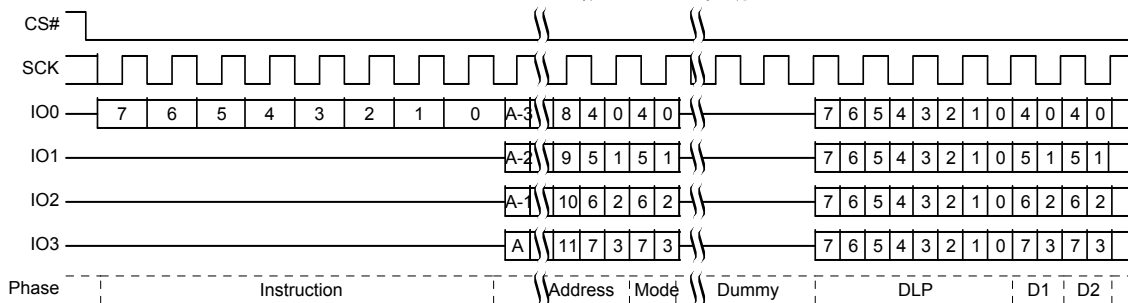 CS#
SCK
IO0 7 6 5 4 3 2 1 0 A-3 8 4 0 4 0 7 6 5 4 3 2 1 0 4 0 4 0
IO1 A-2 9 5 1 5 1 7 6 5 4 3 2 1 0 5 1 5 1
IO2 A-1 10 6 2 6 2 7 6 5 4 3 2 1 0 6 2 6 2
IO3 A 11 7 3 7 3 7 6 5 4 3 2 1 0 7 3 7 3
Phase Instruction Address Mode Dummy DLP D1 D2